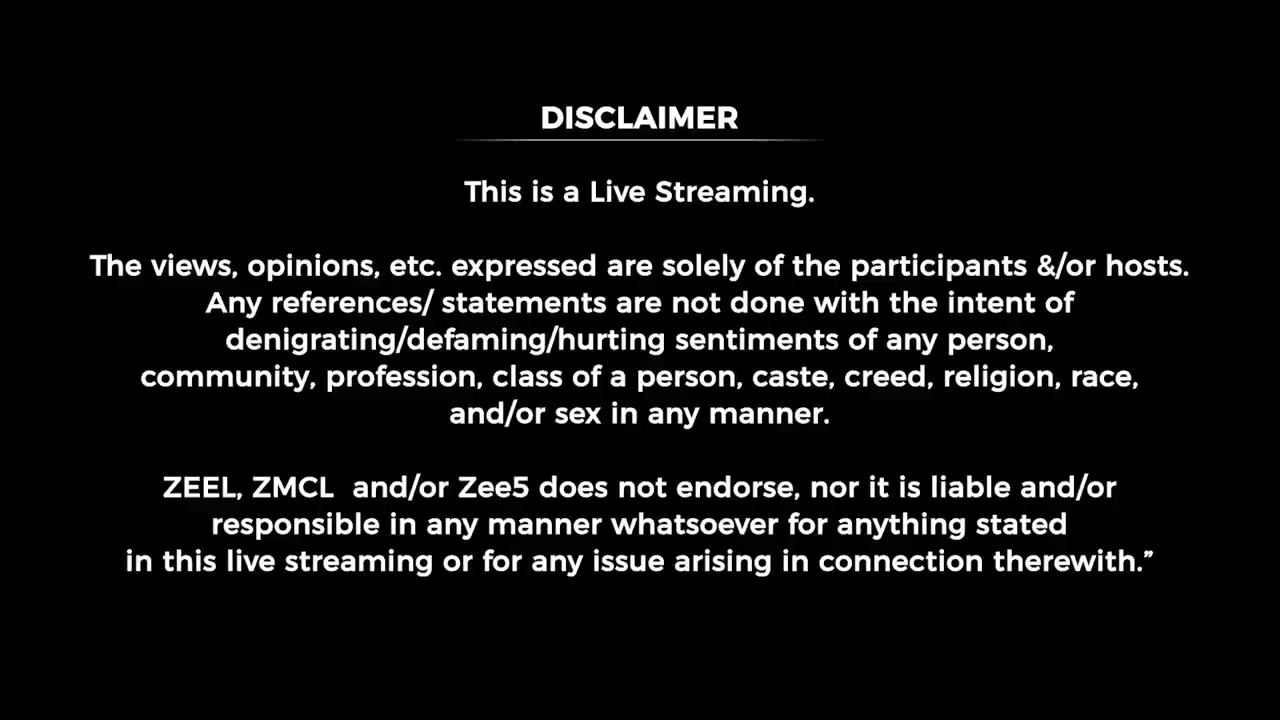 DISCLAIMER
This is a Live Streaming.
The views, opinions, etc. expressed are solely of the participants &/or hosts.
Any references/ statements are not done with the intent of
denigrating/defaming/hurting sentiments of any person,
community, profession, class of a person, caste, creed, religion, race,
and/or sex in any manner.
ZEEL, ZMCL  and/or Zee5 does not endorse, nor it is liable and/or
responsible in any manner whatsoever for anything stated
in this live streaming or for any issue arising in connection therewith.”